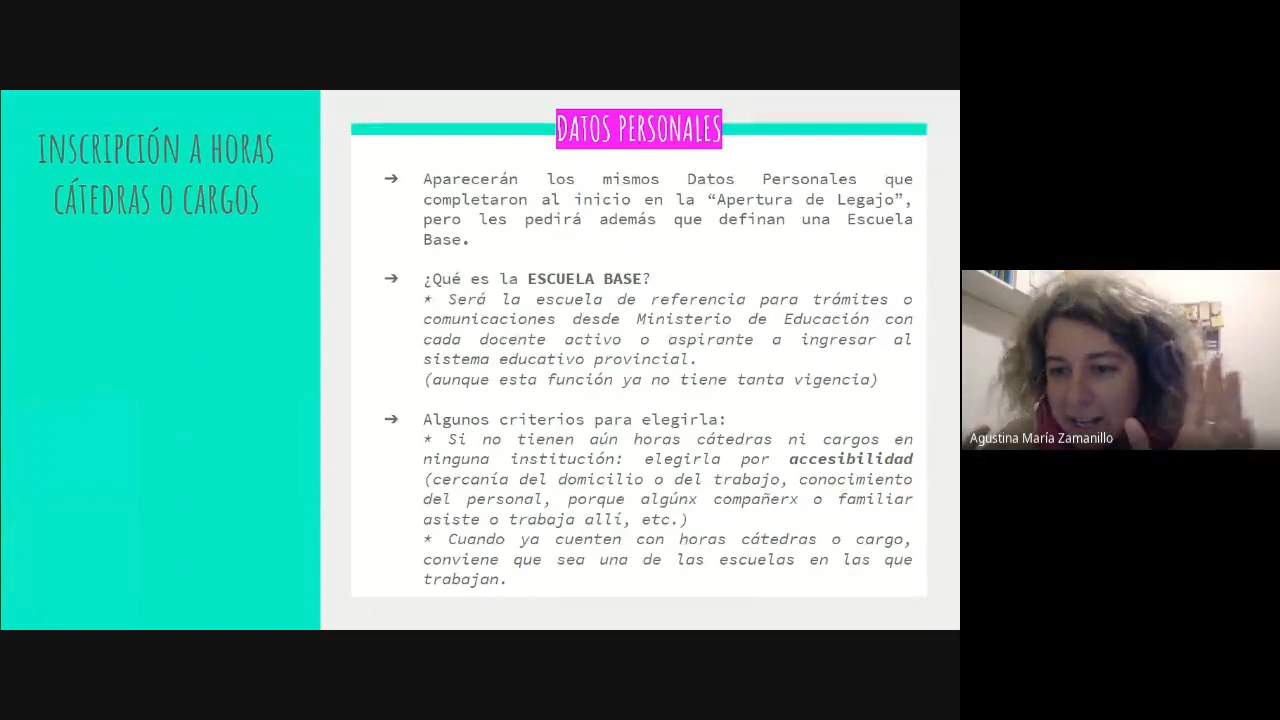 INSCRIPCIÓN A HORAS
CÁTEDRAS O CARGOS
DATOS PERSONALES
➔ Aparecerán los mismos Datos Personales que
completaron al inicio en la “Apertura de Legajo”,
pero les pedirá además que definan una Escuela
Base.
➔ ¿Qué es la ESCUELA BASE?
* Será la escuela de referencia para trámites o
comunicaciones desde Ministerio de Educación con
cada docente activo o aspirante a ingresar al
sistema educativo provincial.
(aunque esta función ya no tiene tanta vigencia)
➔ Algunos criterios para elegirla:
* Si no tienen aún horas cátedras ni cargos en
ninguna institución: elegirla por accesibilidad
(cercanía del domicilio o del trabajo, conocimiento
del personal, porque algúnx compañerx o familiar
asiste o trabaja allí, etc.)
* Cuando ya cuenten con horas cátedras o cargo,
conviene que sea una de las escuelas en las que
trabajan.
Agustina María Zamanillo